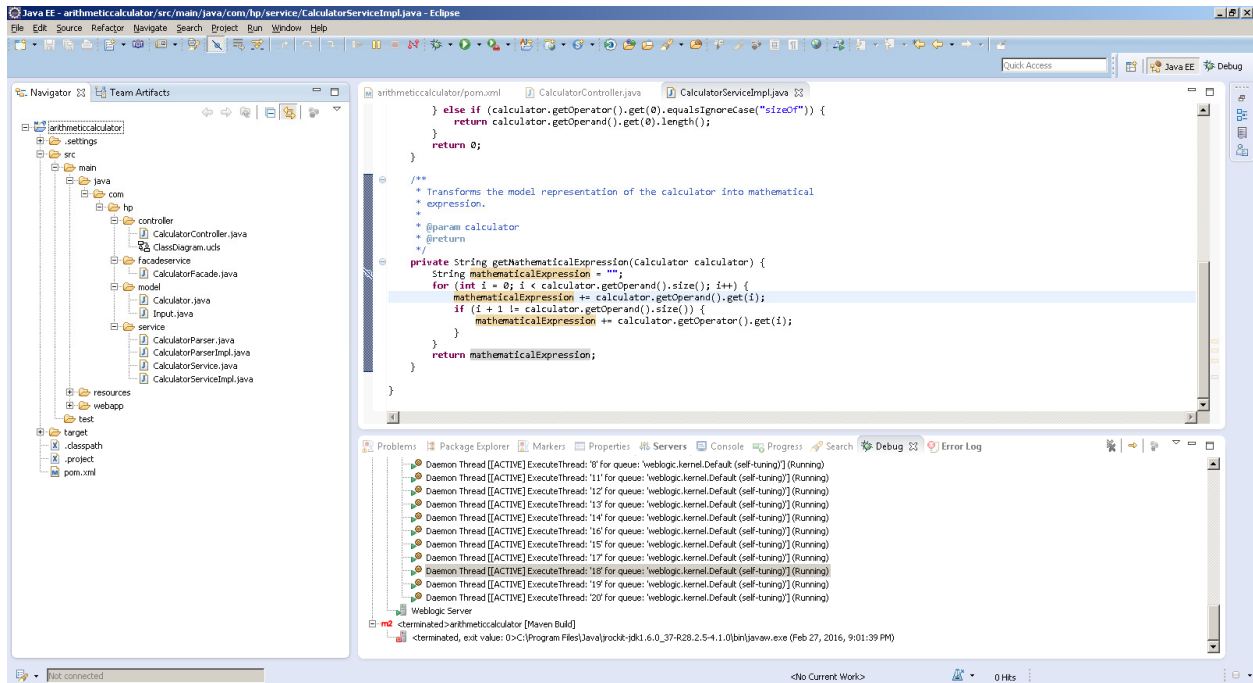 Java EE - arithmeticcalculator/src/main/java/com/hp/service/CalculatorServiceImpl.java - Eclipse
File Edit Source Refactor Navigate Search Project Run Window Help
Quick Access
Java EE
Debug
Navigator
Team Artifacts
arithmeticcalculator
.settings
src
main
java
com
hp
controller
CalculatorController.java
ClassDiagram.ucls
facadeservice
CalculatorFacade.java
model
Calculator.java
Input.java
service
CalculatorParser.java
CalculatorParserImpl.java
CalculatorService.java
CalculatorServiceImpl.java
resources
webapp
test
target
.classpath
.project
pom.xml
arithmeticcalculator/pom.xml
CalculatorController.java
CalculatorServiceImpl.java
} else if (calculator.getOperator().get(0).equalsIgnoreCase("sizeOf")) {
return calculator.getOperand().get(0).length();
}
return 0;
}
/**
* Transforms the model representation of the calculator into mathematical
* expression.
*
* @param calculator
* @return
*/
private String getMathematicalExpression(Calculator calculator) {
String mathematicalExpression = "";
for (int i = 0; i < calculator.getOperand().size(); i++) {
mathematicalExpression += calculator.getOperand().get(i);
if (i + 1 != calculator.getOperand().size()) {
mathematicalExpression += calculator.getOperator().get(i);
}
}
return mathematicalExpression;
}
}
Problems Package Explorer Markers Properties Servers Console Progress Search Debug Error Log
Daemon Thread [[ACTIVE] ExecuteThread: '8' for queue: 'weblogic.kernel.Default (self-tuning)'] (Running)
Daemon Thread [[ACTIVE] ExecuteThread: '11' for queue: 'weblogic.kernel.Default (self-tuning)'] (Running)
Daemon Thread [[ACTIVE] ExecuteThread: '12' for queue: 'weblogic.kernel.Default (self-tuning)'] (Running)
Daemon Thread [[ACTIVE] ExecuteThread: '13' for queue: 'weblogic.kernel.Default (self-tuning)'] (Running)
Daemon Thread [[ACTIVE] ExecuteThread: '14' for queue: 'weblogic.kernel.Default (self-tuning)'] (Running)
Daemon Thread [[ACTIVE] ExecuteThread: '16' for queue: 'weblogic.kernel.Default (self-tuning)'] (Running)
Daemon Thread [[ACTIVE] ExecuteThread: '15' for queue: 'weblogic.kernel.Default (self-tuning)'] (Running)
Daemon Thread [[ACTIVE] ExecuteThread: '17' for queue: 'weblogic.kernel.Default (self-tuning)'] (Running)
Daemon Thread [[ACTIVE] ExecuteThread: '18' for queue: 'weblogic.kernel.Default (self-tuning)'] (Running)
Daemon Thread [[ACTIVE] ExecuteThread: '19' for queue: 'weblogic.kernel.Default (self-tuning)'] (Running)
Daemon Thread [[ACTIVE] ExecuteThread: '20' for queue: 'weblogic.kernel.Default (self-tuning)'] (Running)
Weblogic Server
m2 <terminated>arithmeticcalculator [Maven Build]
<terminated, exit value: 0>C:\Program Files\Java\jrockit-jdk1.6.0_37-R28.2.5-4.1.0\bin\javaw.exe (Feb 27, 2016, 9:01:39 PM)
Not connected
<No Current Work>
0 Hits